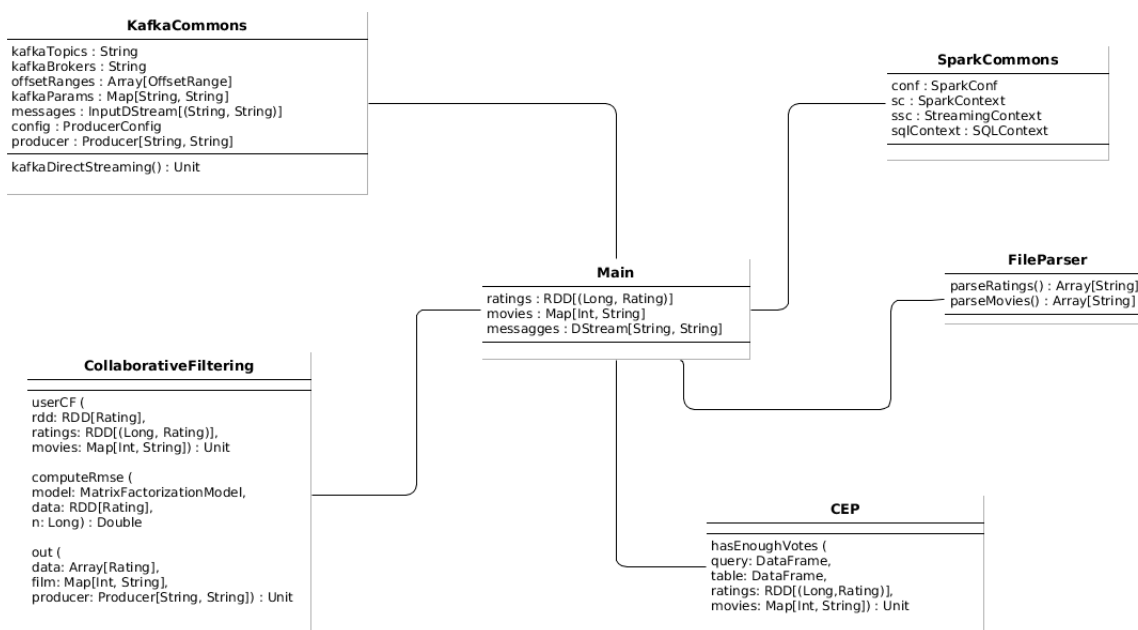 KafkaCommons
kafkaTopics : String
kafkaBrokers : String
offsetRanges : Array[OffsetRange]
kafkaParams : Map[String, String]
messages : InputDStream[(String, String)]
config : ProducerConfig
producer : Producer[String, String]
kafkaDirectStreaming() : Unit
SparkCommons
conf : SparkConf
sc : SparkContext
ssc : StreamingContext
sqlContext : SQLContext
Main
ratings : RDD[(Long, Rating)]
movies : Map[Int, String]
messagges : DStream[String, String]
FileParser
parseRatings() : Array[String]
parseMovies() : Array[String]
CollaborativeFiltering
userCF (
rdd: RDD[Rating],
ratings: RDD[(Long, Rating)],
movies: Map[Int, String]) : Unit
computeRmse (
model: MatrixFactorizationModel,
data: RDD[Rating],
n: Long) : Double
out (
data: Array[Rating],
film: Map[Int, String],
producer: Producer[String, String]) : Unit
CEP
hasEnoughVotes (
query: DataFrame,
table: DataFrame,
ratings: RDD[(Long,Rating)],
movies: Map[Int, String]) : Unit